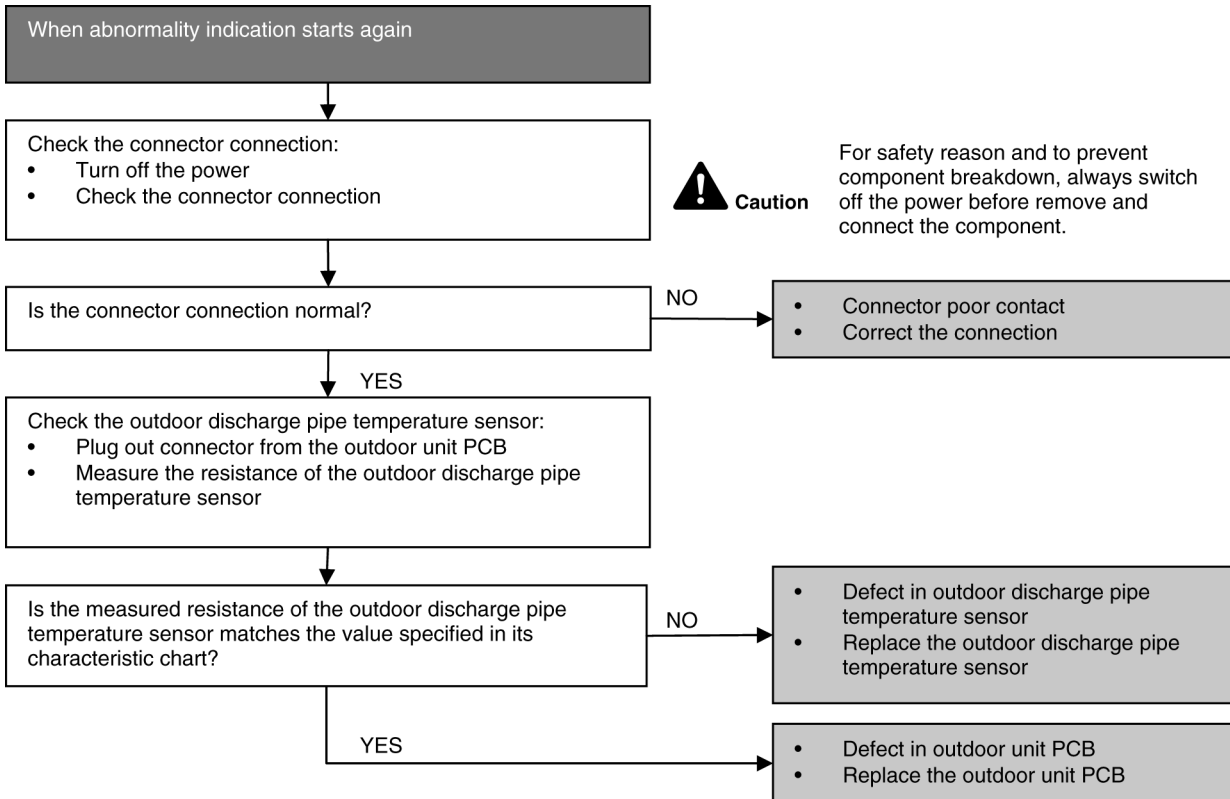 When abnormality indication starts again
Check the connector connection:
• Turn off the power
• Check the connector connection
Caution
For safety reason and to prevent
component breakdown, always switch
off the power before remove and
connect the component.
Is the connector connection normal?
NO
• Connector poor contact
• Correct the connection
YES
Check the outdoor discharge pipe temperature sensor:
• Plug out connector from the outdoor unit PCB
• Measure the resistance of the outdoor discharge pipe
temperature sensor
Is the measured resistance of the outdoor discharge pipe
temperature sensor matches the value specified in its
characteristic chart?
NO
• Defect in outdoor discharge pipe
temperature sensor
• Replace the outdoor discharge pipe
temperature sensor
YES
• Defect in outdoor unit PCB
• Replace the outdoor unit PCB